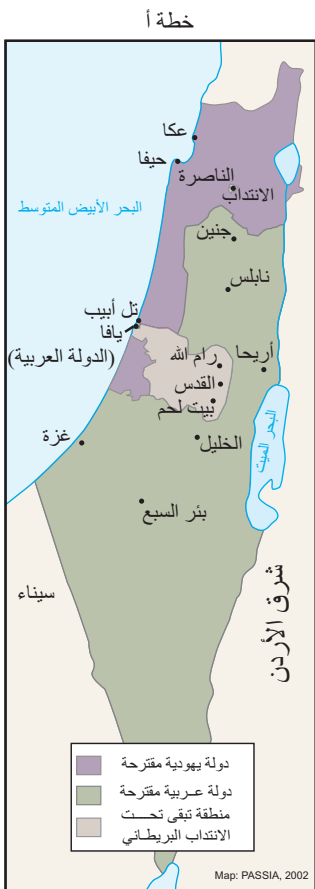 خطة أ
عكا
حيفا
الناصرة
الانتداب
البحر الأبيض المتوسط
جنين
نابلس
تل أبيب
يافا
(الدولة العربية)
رام الله
أريحا
القدس
بيت لحم
البحر الميت
غزة
الخليل
بئر السبع
سيناء
شرق الأردن
دولة يهودية مقترحة
دولة عــربية مقترحة
منطقة تبقى تحـــت
الانتداب البريطاني
Map: PASSIA, 2002